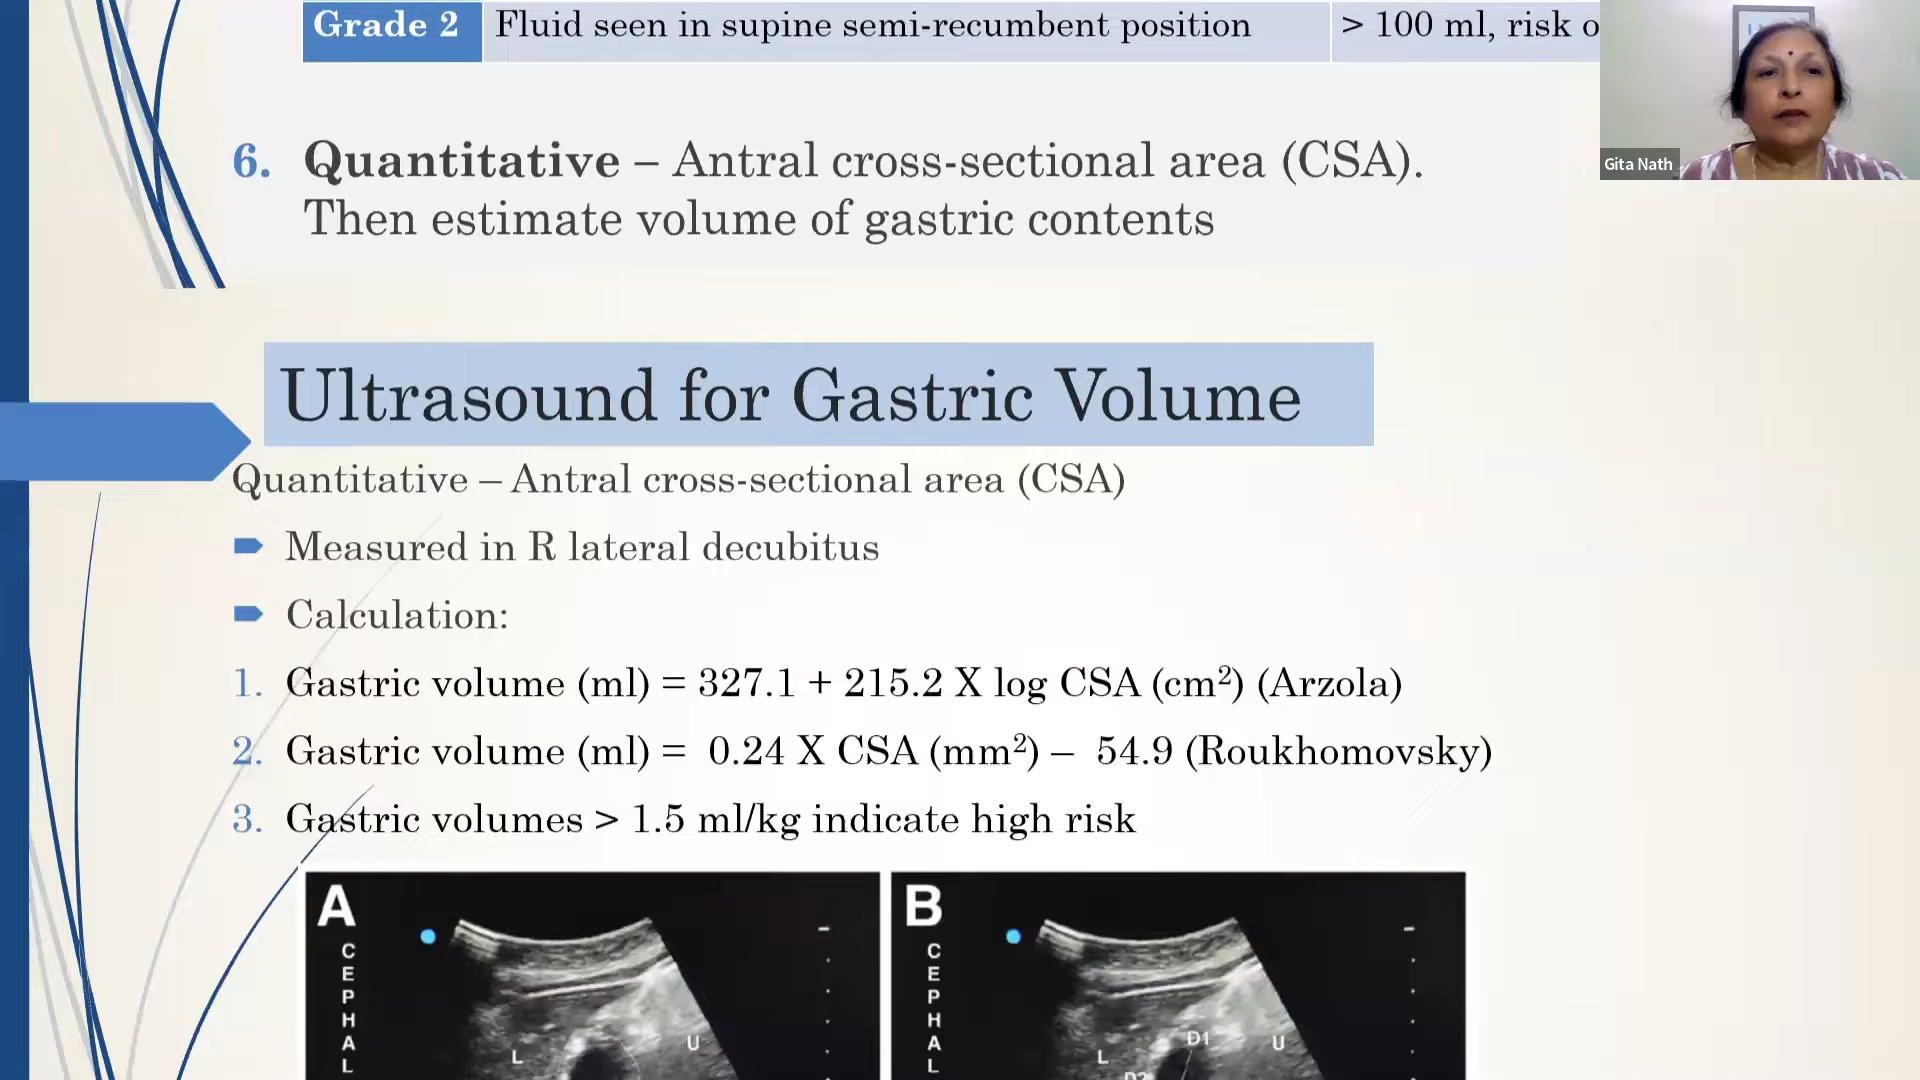 Grade 2 Fluid seen in supine semi-recumbent position > 100 ml, risk
Gita Nath
6. Quantitative – Antral cross-sectional area (CSA).
Then estimate volume of gastric contents
Ultrasound for Gastric Volume
Quantitative – Antral cross-sectional area (CSA)
Measured in R lateral decubitus
Calculation:
1. Gastric volume (ml) = 327.1 + 215.2 X log CSA (cm²) (Arzola)
2. Gastric volume (ml) = 0.24 X CSA (mm²) – 54.9 (Roukhomovsky)
3. Gastric volumes > 1.5 ml/kg indicate high risk
A
CEPHAL
L
U
B
CEPHAL
D1
L
U
D2